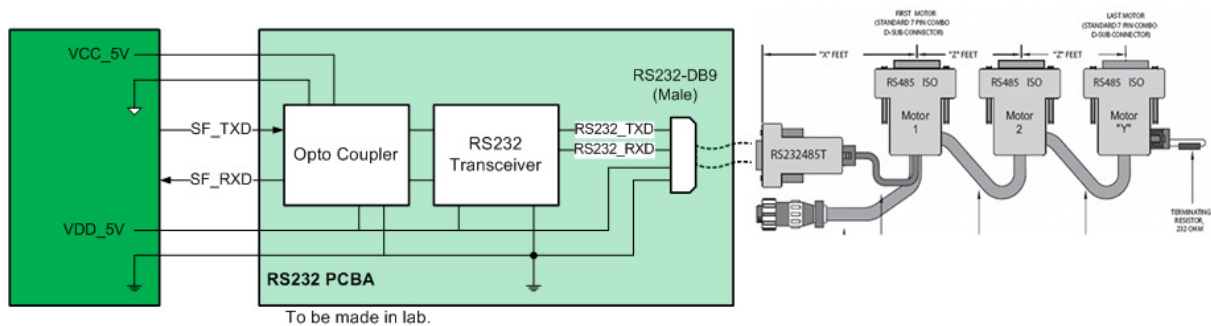 VCC_5V
SF_TXD
SF_RXD
VDD_5V
Opto Coupler
RS232
Transceiver
RS232_TXD
RS232_RXD
RS232-DB9
(Male)
RS232 PCBA
To be made in lab.
FIRST MOTOR
(STANDARD 7 PIN COMBO
D-SUB CONNECTOR)
LAST MOTOR
(STANDARD 7 PIN COMBO
D-SUB CONNECTOR)
"X" FEET
"Z" FEET
"Z" FEET
RS485 ISO
Motor
1
RS485 ISO
Motor
2
RS485 ISO
Motor
"Y"
RS232485T
TERMINATING
RESISTOR,
232 OHM